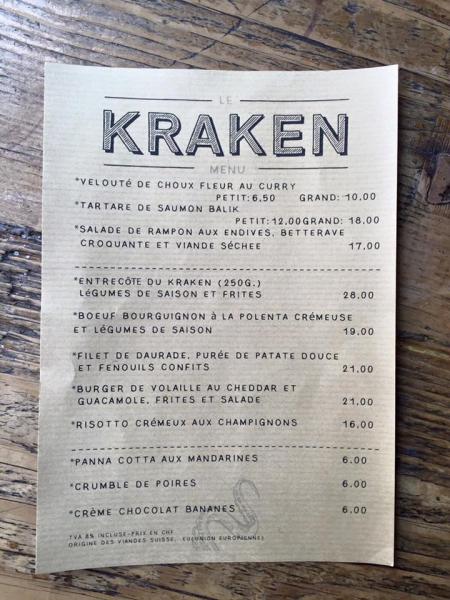 LE
KRAKEN
MENU
*VELOUTÉ DE CHOUX FLEUR AU CURRY
PETIT: 6,50 GRAND: 10.00
*TARTARE DE SAUMON BALIK
PETIT: 12.00 GRAND: 18.00
*SALADE DE RAMPON AUX ENDIVES, BETTERAVE
CROQUANTE ET VIANDE SÉCHEE 17.00
*ENTRECÔTE DU KRAKEN (250G.)
LÉGUMES DE SAISON ET FRITES 28.00
*BOEUF BOURGUIGNON à LA POLENTA CRÉMEUSE
ET LÉGUMES DE SAISON 19.00
*FILET DE DAURADE, PURÉE DE PATATE DOUCE
ET FENOUILS CONFITS 21.00
*BURGER DE VOLAILLE AU CHEDDAR ET
GUACAMOLE, FRITES ET SALADE 21.00
*RISOTTO CRÉMEUX AUX CHAMPIGNONS 16.00
*PANNA COTTA AUX MANDARINES 6.00
*CRUMBLE DE POIRES 6.00
*CRÈME CHOCOLAT BANANES 6.00
TVA 8% INCLUSE-PRIX EN CHF
ORIGINE DES VIANDES SUISSE, EU(UNION EUROPIENNE)